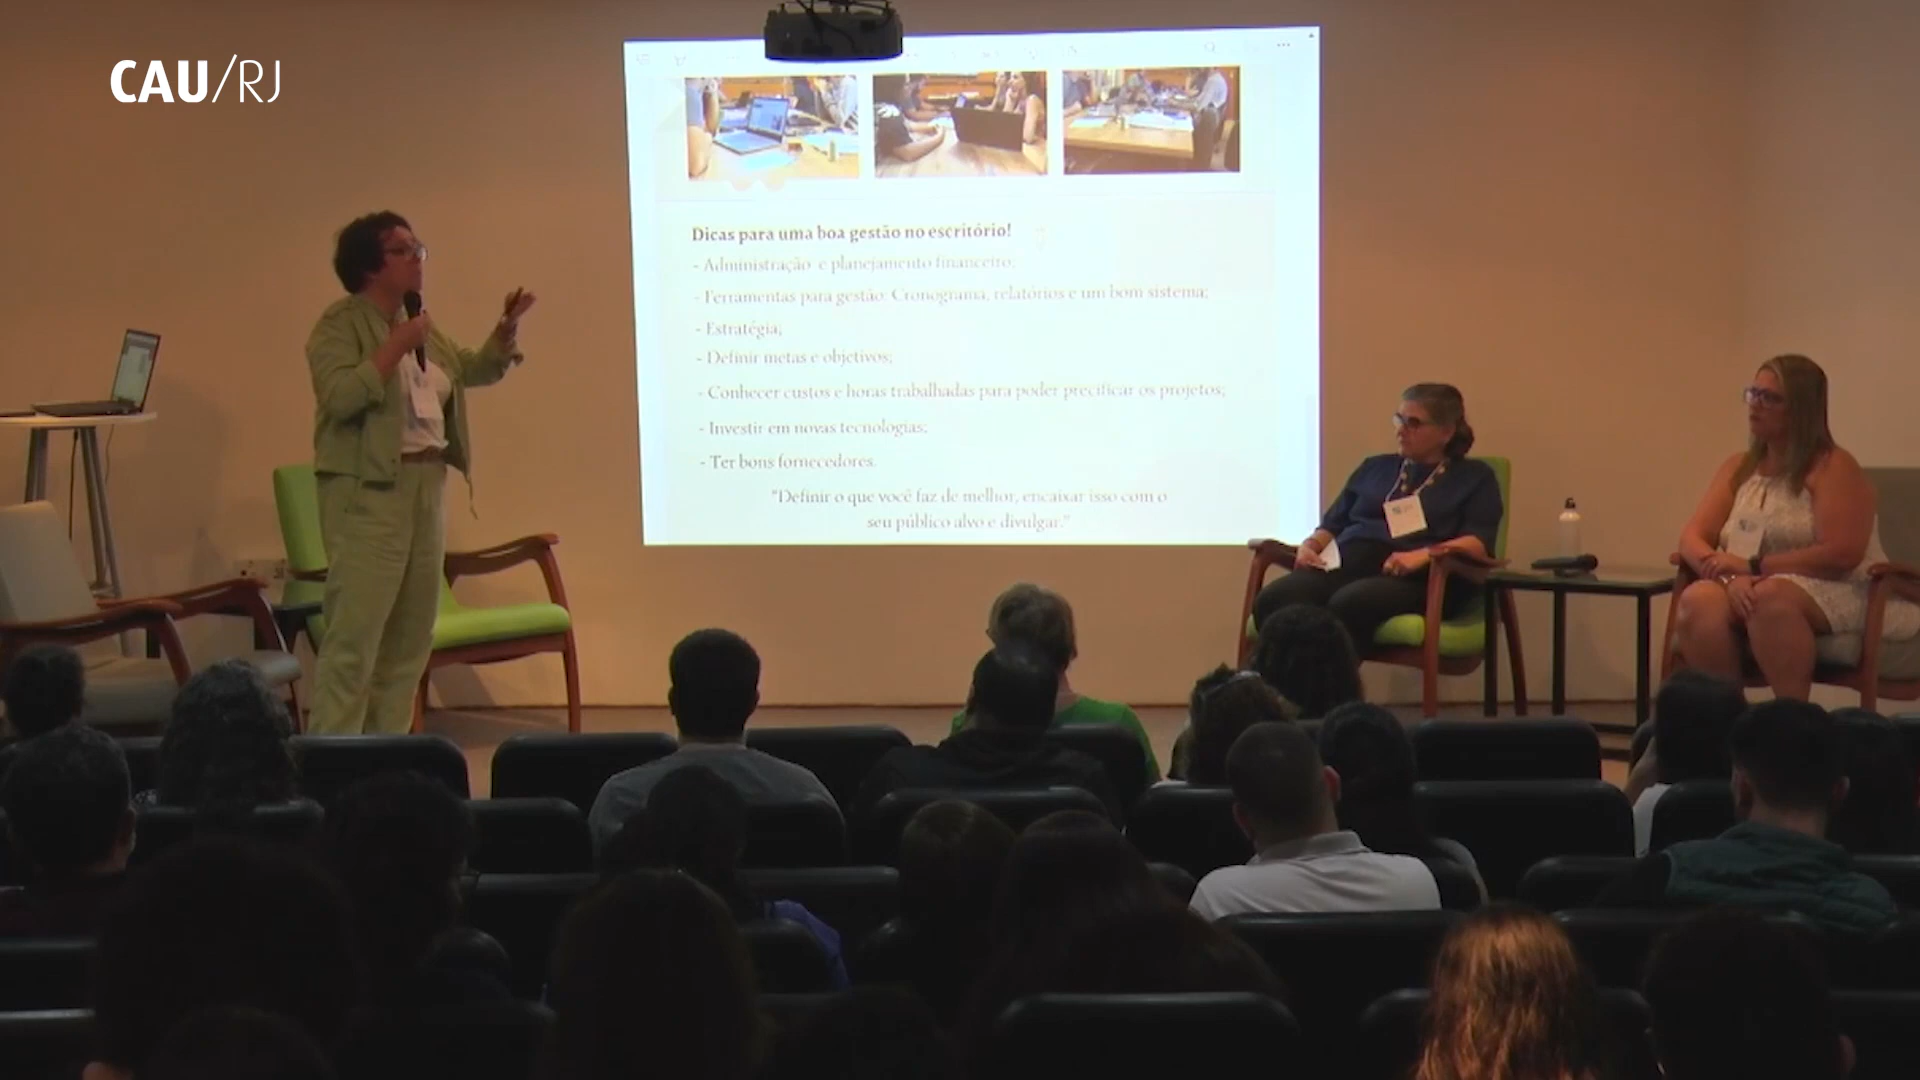 CAU/RJ
Dicas para uma boa gestão no escritório!
- Administração e planejamento financeiro;
- Ferramentas para gestão: Cronograma, relatórios e um bom sistema;
- Estratégia;
- Definir metas e objetivos;
- Conhecer custos e horas trabalhadas para poder precificar os projetos;
- Investir em novas tecnologias;
- Ter bons fornecedores.
"Definir o que você faz de melhor, encaixar isso com o
seu público alvo e divulgar."